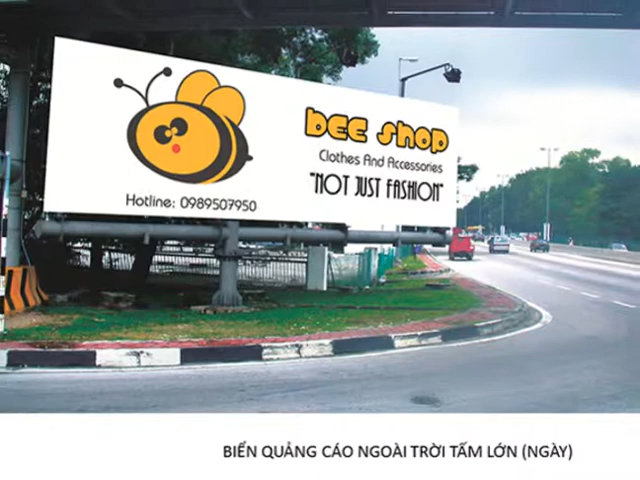 bee shop
Clothes And Accessories
"NOT JUST FASHION"
Hotline: 0989507950
BIỂN QUẢNG CÁO NGOÀI TRỜI TẤM LỚN (NGÀY)